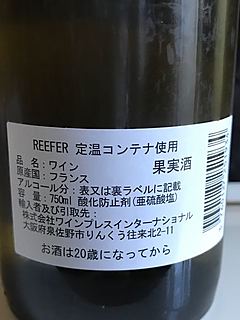 REEFER 定温コンテナ使用
品名：ワイン 果実酒
原産国：フランス
アルコール分：表又は裏ラベルに記載
容量：750ml 酸化防止剤(亜硫酸塩)
輸入者及び引取先：
株式会社ワインプレスインターナショナル
大阪府泉佐野市りんくう往来北2-11
お酒は20歳になってから